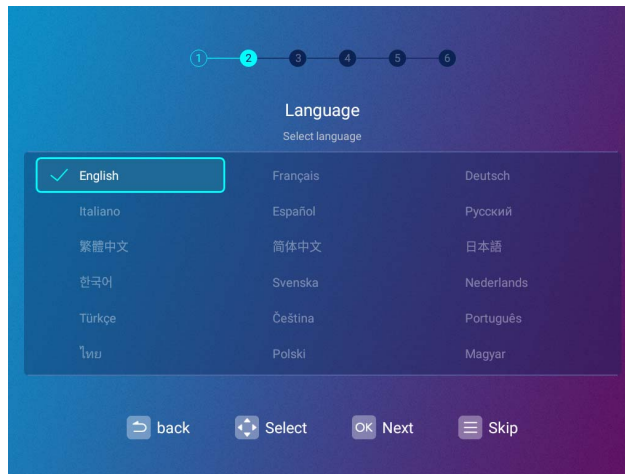 1 2 3 4 5 6
Language
Select language
English Français Deutsch
Italiano Español Русский
繁體中文 简体中文 日本語
한국어 Svenska Nederlands
Türkçe Čeština Português
ไทย Polski Magyar
back Select OK Next Skip